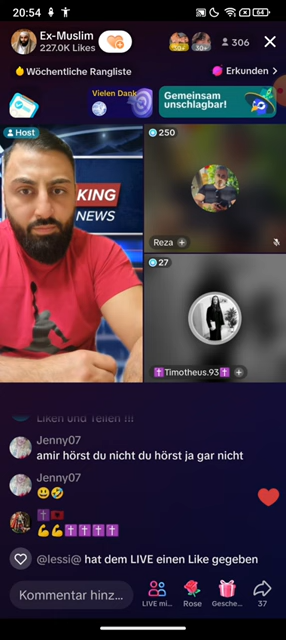 20:54
64
Ex-Muslim
227.0K Likes
30+
306
Wöchentliche Rangliste
Erkunden >
Vielen Dank
Gemeinsam
unschlagbar!
Host
250
KING
NEWS
Reza +
27
✝️Timotheus.93✝️ +
Liken und Teilen !!!
Jenny07
amir hörst du nicht du hörst ja gar nicht
Jenny07
😃🤣
✝️🇦🇱
💪💪✝️✝️✝️✝️
@lessi@ hat dem LIVE einen Like gegeben
Kommentar hinz...
LIVE mi...
Rose
Gesche...
37